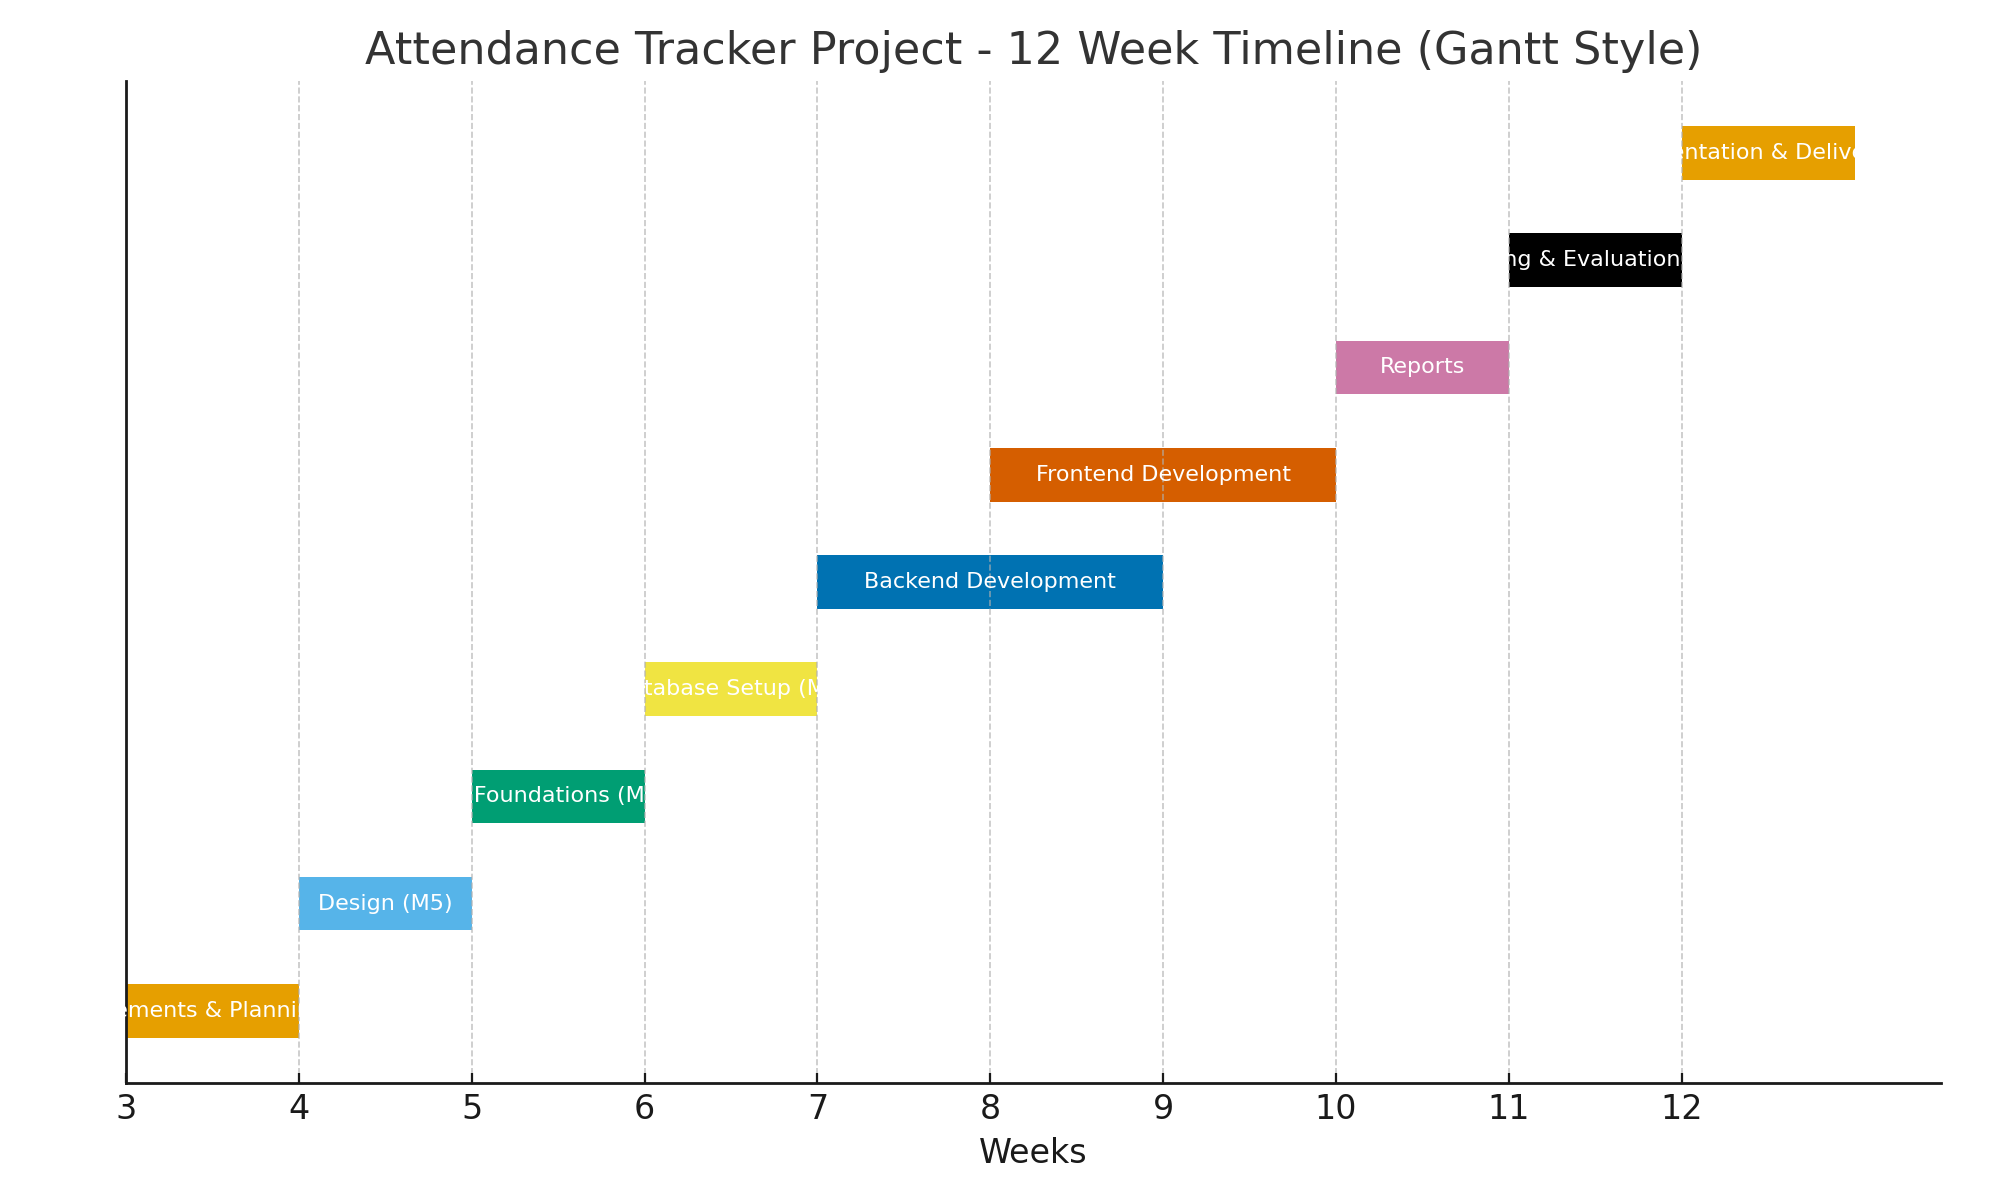 Attendance Tracker Project - 12 Week Timeline (Gantt Style)
entation & Delive
ng & Evaluation
Reports
Frontend Development
Backend Development
tabase Setup (M
Foundations (M
Design (M5)
ements & Planni
3 4 5 6 7 8 9 10 11 12
Weeks